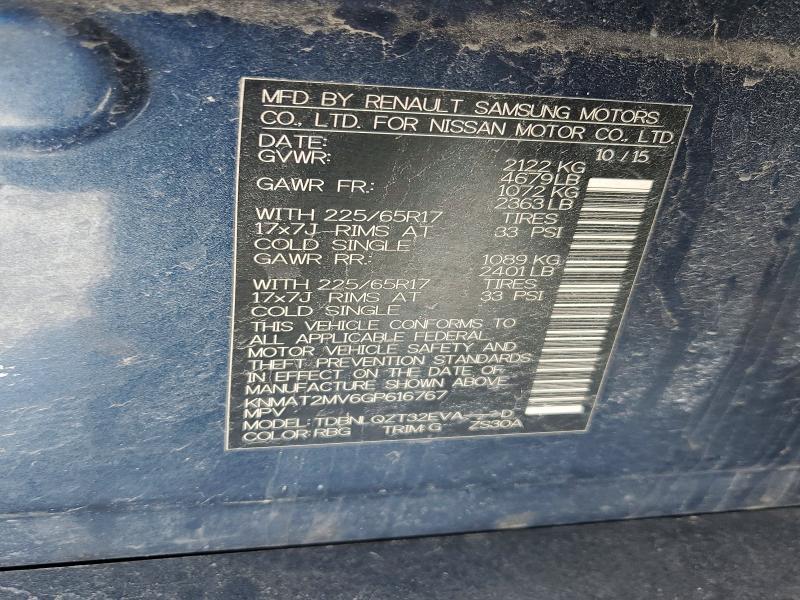 MFD BY RENAULT SAMSUNG MOTORS
CO., LTD. FOR NISSAN MOTOR CO., LTD.
DATE: 10 / 15
GVWR: 2122 KG
4679 LB
GAWR FR.: 1072 KG
2363 LB
WITH 225/65R17 TIRES
17x7J RIMS AT 33 PSI
COLD SINGLE
GAWR RR.: 1089 KG
2401 LB
WITH 225/65R17 TIRES
17x7J RIMS AT 33 PSI
COLD SINGLE
THIS VEHICLE CONFORMS TO
ALL APPLICABLE FEDERAL
MOTOR VEHICLE SAFETY AND
THEFT PREVENTION STANDARDS
IN EFFECT ON THE DATE OF
MANUFACTURE SHOWN ABOVE
KNMAT2MV6GP616767
MPV
MODEL: TDBNLQZT32EVA----D
COLOR:RBG TRIM:G ZS30A